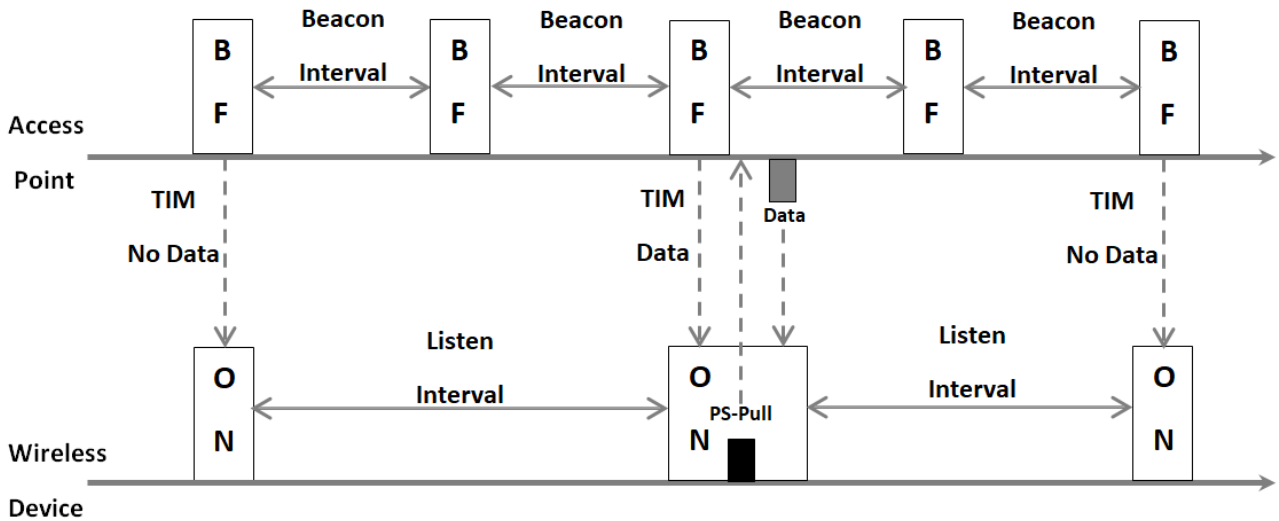 Beacon Beacon Beacon Beacon
B B B B B
Interval Interval Interval Interval
F F F F F
Access
Point
TIM TIM Data TIM
No Data Data No Data
Listen Listen
O O O
Interval Interval
PS-Pull
N N N
Wireless
Device